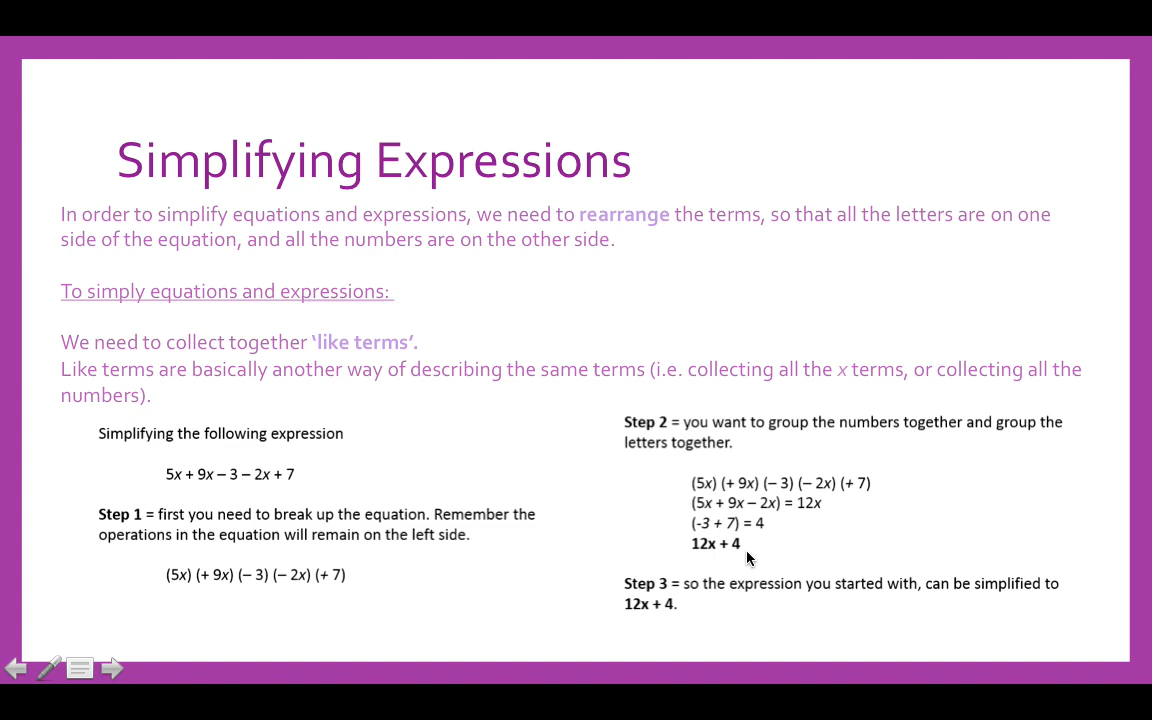 Simplifying Expressions
In order to simplify equations and expressions, we need to rearrange the terms, so that all the letters are on one
side of the equation, and all the numbers are on the other side.
To simply equations and expressions:
We need to collect together ‘like terms’.
Like terms are basically another way of describing the same terms (i.e. collecting all the x terms, or collecting all the
numbers).
Simplifying the following expression
5x + 9x – 3 – 2x + 7
Step 1 = first you need to break up the equation. Remember the
operations in the equation will remain on the left side.
(5x) (+ 9x) (– 3) (– 2x) (+ 7)
Step 2 = you want to group the numbers together and group the
letters together.
(5x) (+ 9x) (– 3) (– 2x) (+ 7)
(5x + 9x – 2x) = 12x
(-3 + 7) = 4
12x + 4
Step 3 = so the expression you started with, can be simplified to
12x + 4.